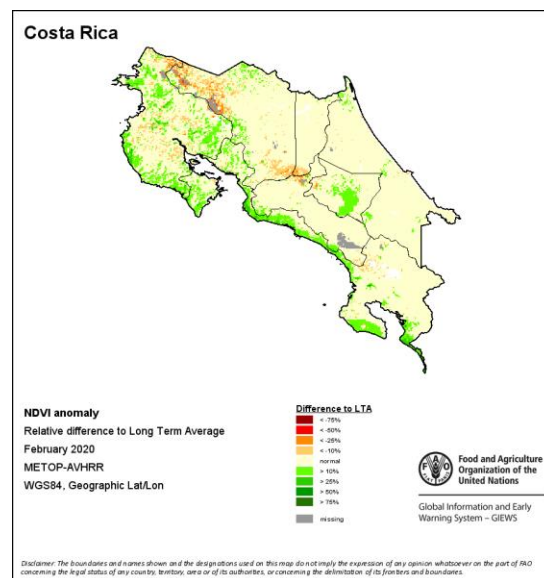 Costa Rica
NDVI anomaly
Relative difference to Long Term Average
February 2020
METOP-AVHRR
WGS84, Geographic Lat/Lon
Difference to LTA
< -75%
< -50%
< -25%
< -10%
normal
> 10%
> 25%
> 50%
> 75%
missing
FAO
FIAT PANIS
Food and Agriculture
Organization of the
United Nations
Global Information and Early
Warning System – GIEWS
Disclaimer: The boundaries and names shown and the designations used on this map do not imply the expression of any opinion whatsoever on the part of FAO
concerning the legal status of any country, territory, area or of its authorities, or concerning the delimitation of its frontiers and boundaries.